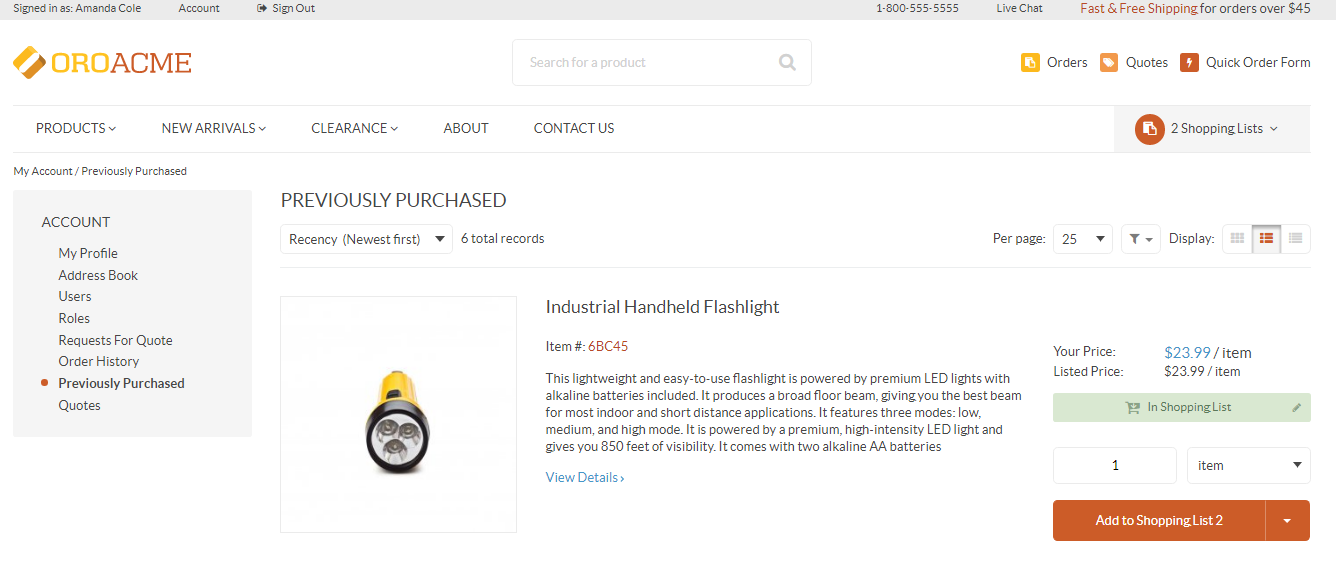 Signed in as: Amanda Cole Account Sign Out 1-800-555-5555 Live Chat Fast & Free Shipping for orders over $45
OROACME Search for a product Orders Quotes Quick Order Form
PRODUCTS NEW ARRIVALS CLEARANCE ABOUT CONTACT US 2 Shopping Lists
My Account / Previously Purchased
ACCOUNT
My Profile
Address Book
Users
Roles
Requests For Quote
Order History
Previously Purchased
Quotes
PREVIOUSLY PURCHASED
Recency (Newest first) 6 total records Per page: 25 Display:
Industrial Handheld Flashlight
Item #: 6BC45
This lightweight and easy-to-use flashlight is powered by premium LED lights with
alkaline batteries included. It produces a broad floor beam, giving you the best beam
for most indoor and short distance applications. It features three modes: low,
medium, and high mode. It is powered by a premium, high-intensity LED light and
gives you 850 feet of visibility. It comes with two alkaline AA batteries
View Details ›
Your Price: $23.99 / item
Listed Price: $23.99 / item
In Shopping List
1 item
Add to Shopping List 2